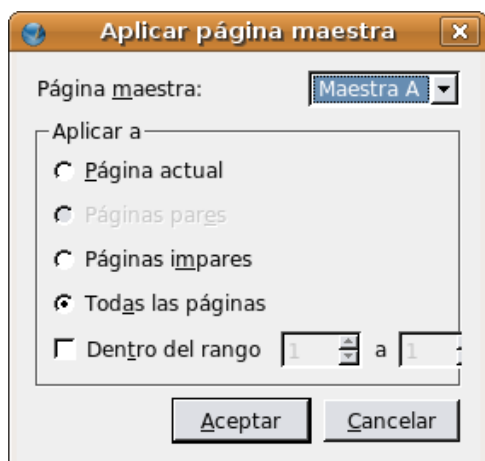 Aplicar página maestra
Página maestra: Maestra A
Aplicar a
Página actual
Páginas pares
Páginas impares
Todas las páginas
Dentro del rango 1 a 1
Aceptar Cancelar